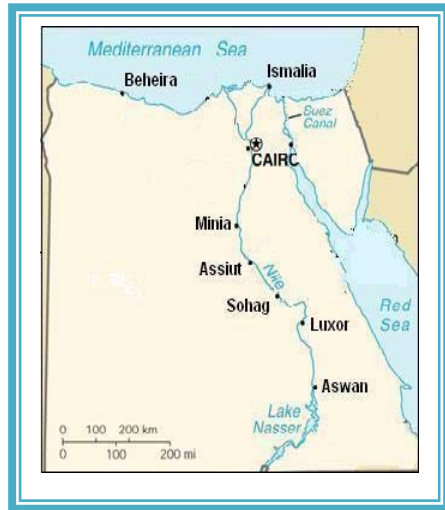 Mediterranean Sea
Beheira
Ismalia
Suez
Canal
CAIRC
Minia
Assiut
Nile
Sohag
Luxor
Red
Sea
Aswan
Lake
Nasser
0 100 200 km
0 100 200 mi